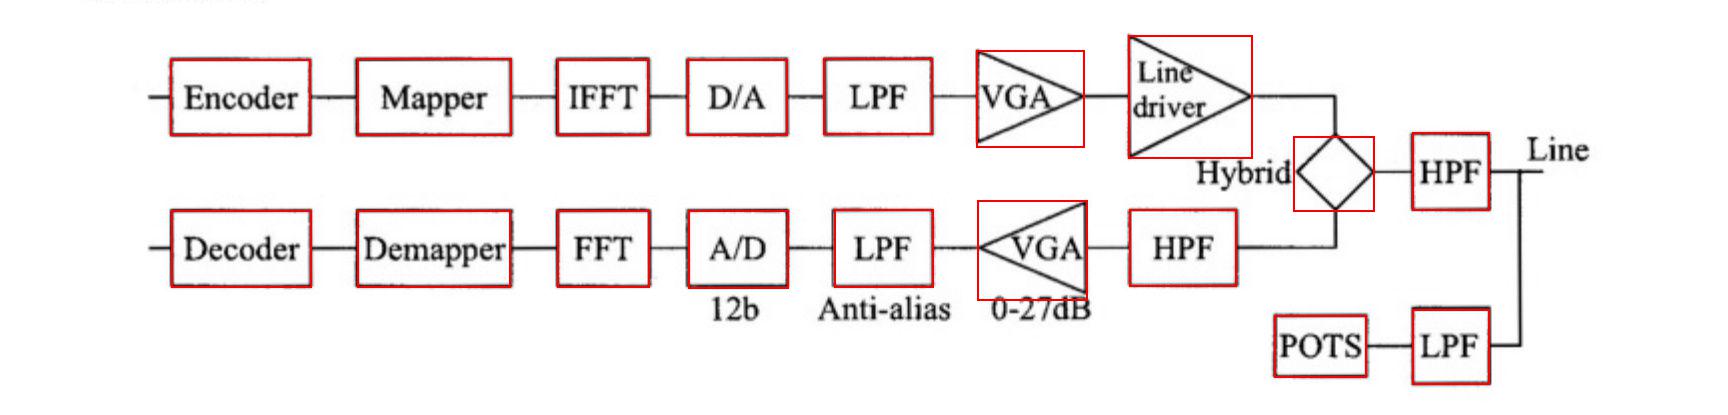 Encoder
Mapper
IFFT
D/A
LPF
VGA
Line
driver
Hybrid
HPF
Line
Decoder
Demapper
FFT
A/D
12b
LPF
Anti-alias
VGA
0-27dB
HPF
POTS
LPF